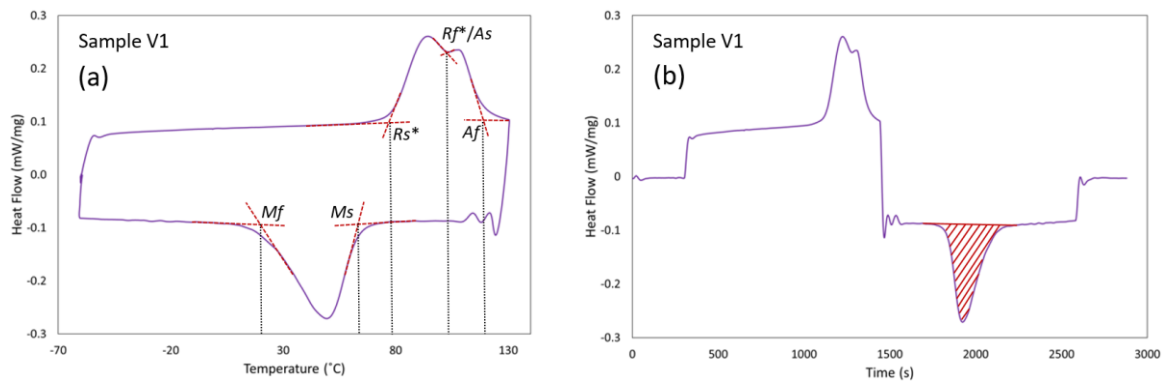 Sample V1
(a)
Rf*/As
Rs*
Af
Mf
Ms
0.3
0.2
0.1
0.0
-0.1
-0.2
-0.3
Heat Flow (mW/mg)
-70
-20
30
80
130
Temperature (˚C)
Sample V1
(b)
0.3
0.2
0.1
0
-0.1
-0.2
-0.3
Heat Flow (mW/mg)
0
500
1000
1500
2000
2500
3000
Time (s)